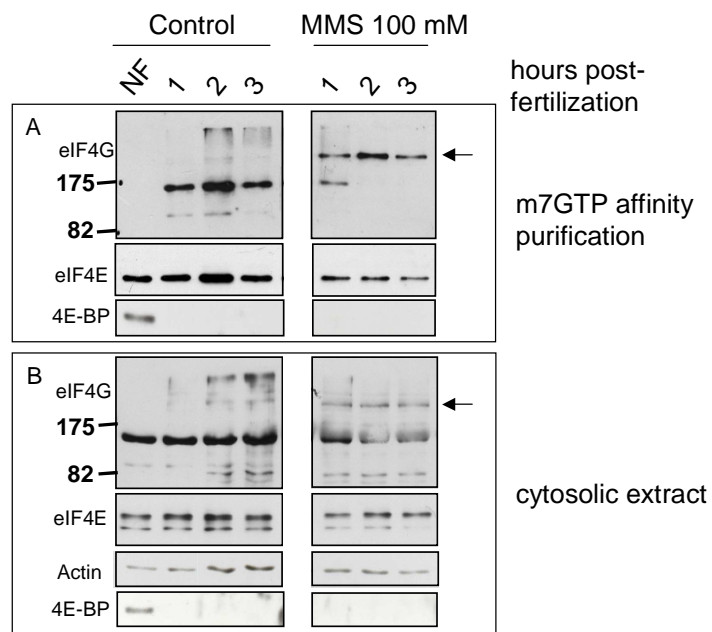 Control MMS 100 mM
NF 1 2 3 1 2 3
hours post-
fertilization
A
eIF4G
175
82
eIF4E
4E-BP
m7GTP affinity
purification
B
eIF4G
175
82
eIF4E
Actin
4E-BP
cytosolic extract